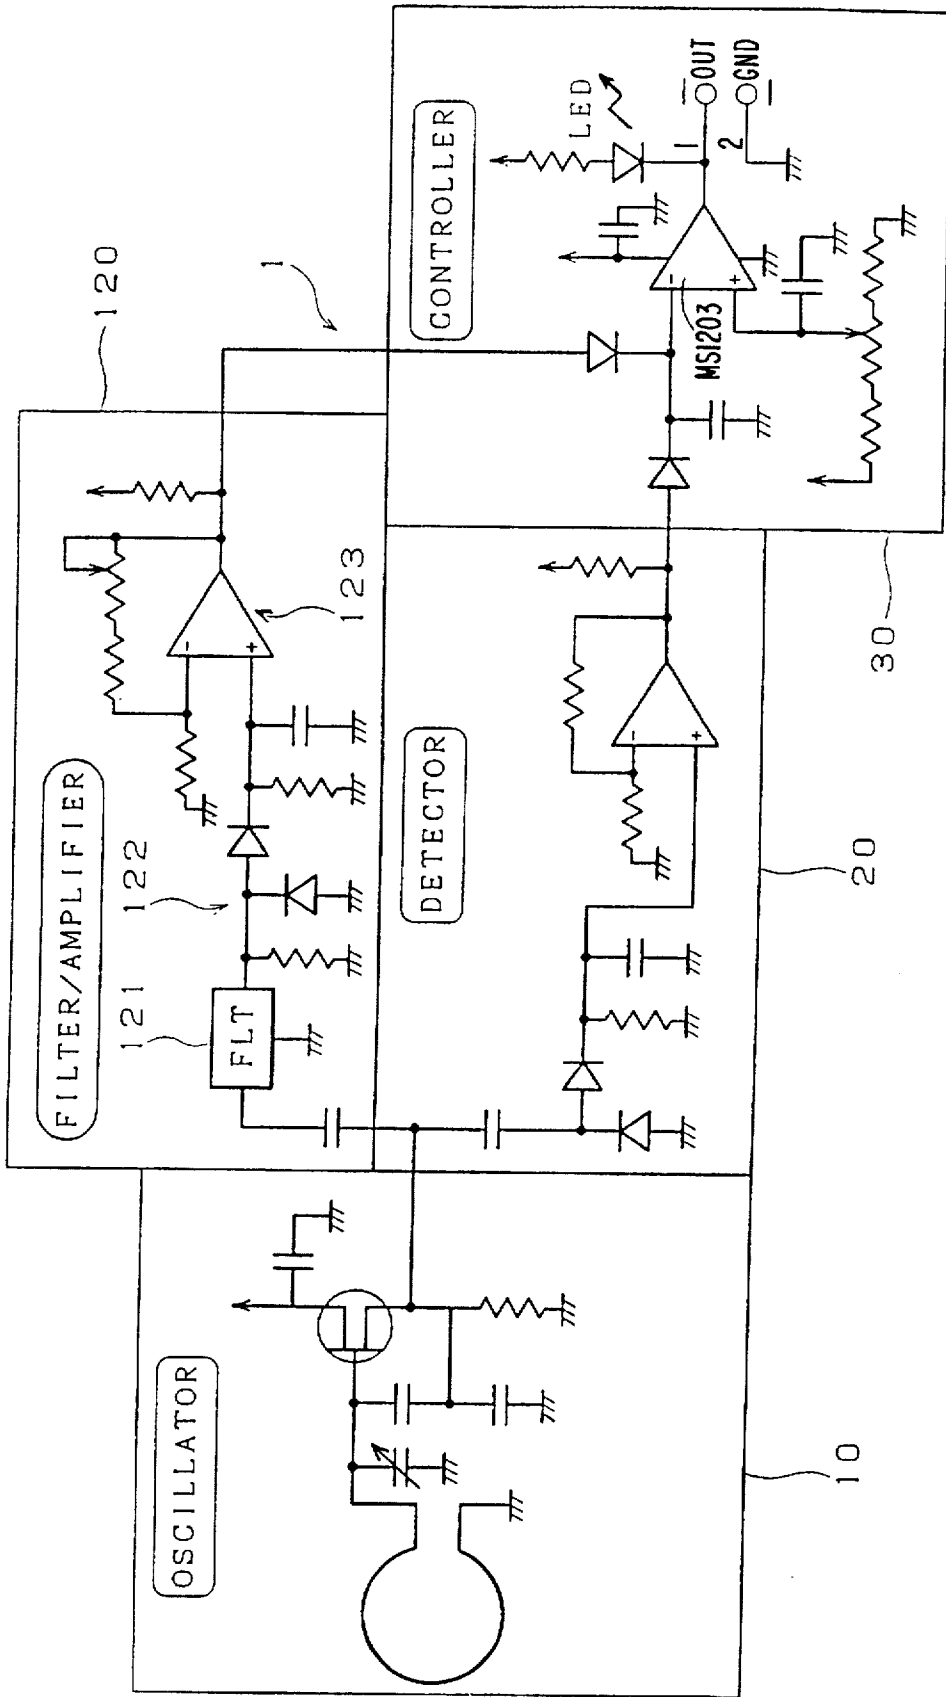 OSCILLATOR
10
FILTER/AMPLIFIER
120
121
FLT
122
-
+
123
DETECTOR
20
-
+
1
CONTROLLER
30
MS1203
-
+
LED
1
OUT
2
GND